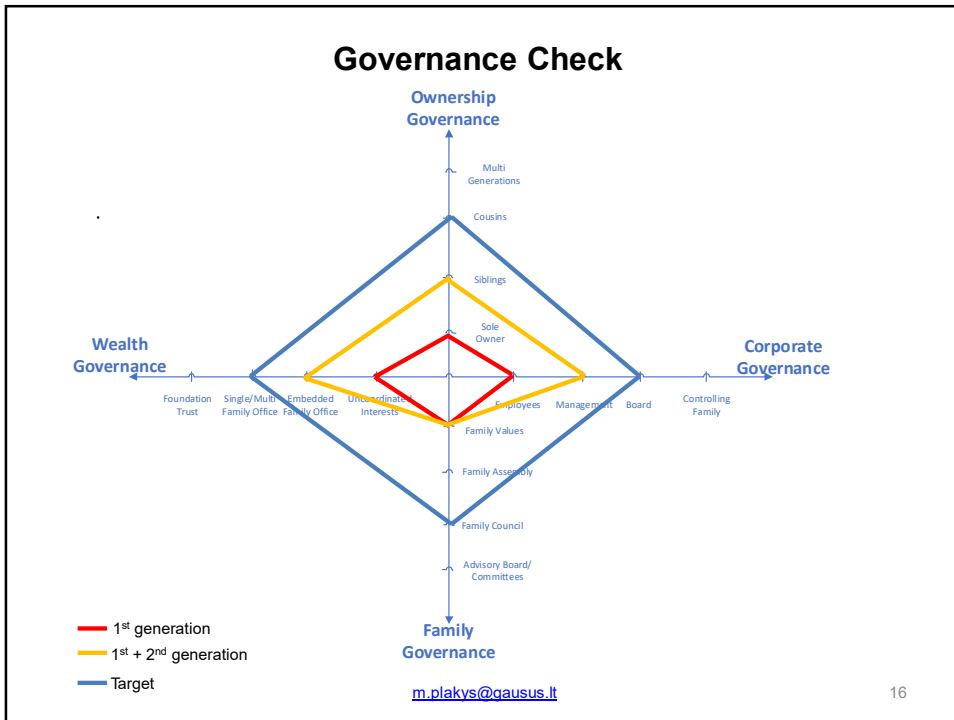 Governance Check
Ownership
Governance
Multi
Generations
Cousins
Siblings
Sole
Owner
Wealth
Governance
Corporate
Governance
Foundation
Trust
Single/Multi
Family Office
Embedded
Family Office
Uncoordinated
Interests
Employees
Management
Board
Controlling
Family
Family Values
Family Assembly
Family Council
Advisory Board/
Committees
Family
Governance
1st generation
1st + 2nd generation
Target
m.plakys@gausus.lt
16